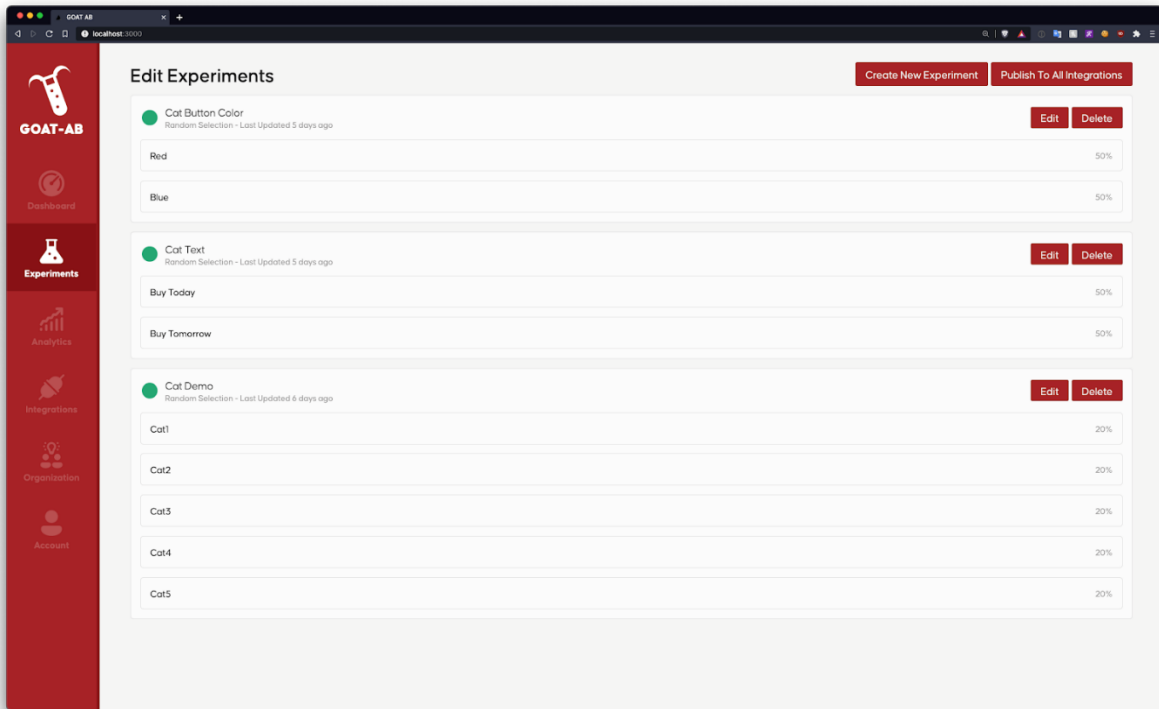 GOAT AB
localhost:3000
GOAT-AB
Dashboard
Experiments
Analytics
Integrations
Organization
Account
Edit Experiments
Create New Experiment
Publish To All Integrations
Cat Button Color
Random Selection - Last Updated 5 days ago
Edit
Delete
Red 50%
Blue 50%
Cat Text
Random Selection - Last Updated 5 days ago
Edit
Delete
Buy Today 50%
Buy Tomorrow 50%
Cat Demo
Random Selection - Last Updated 6 days ago
Edit
Delete
Cat1 20%
Cat2 20%
Cat3 20%
Cat4 20%
Cat5 20%